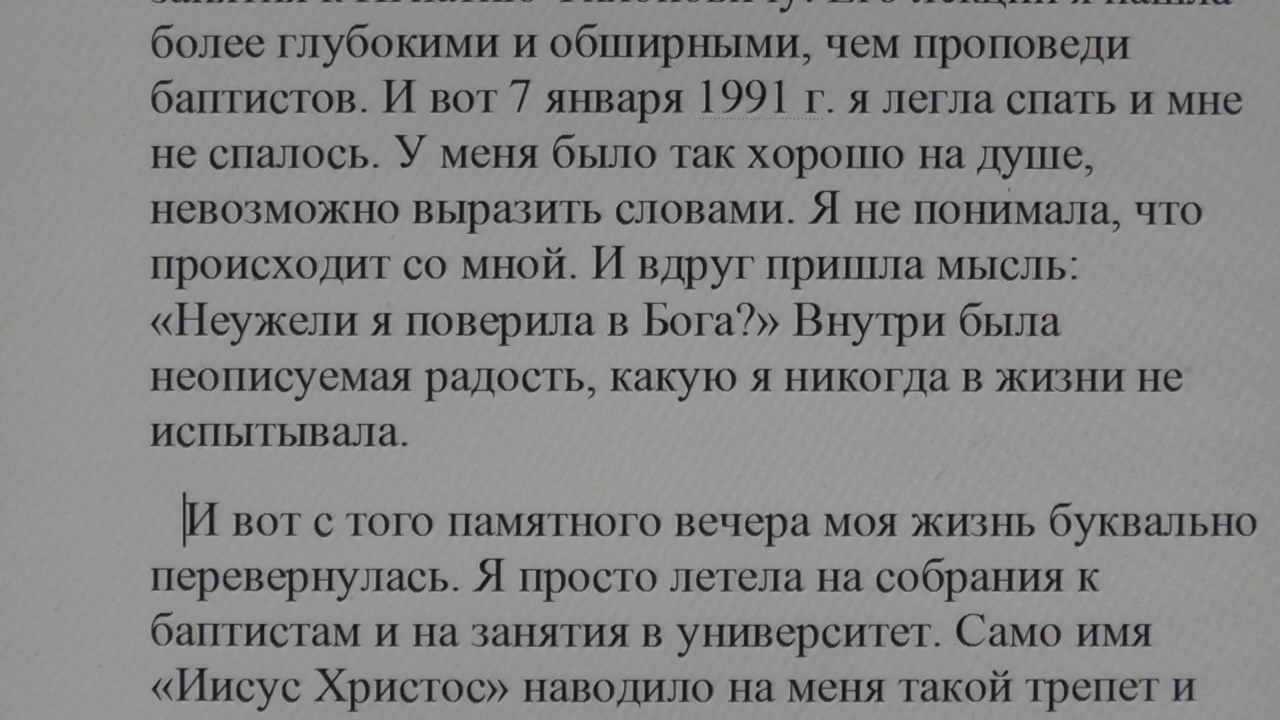 более глубокими и обширными, чем проповеди
баптистов. И вот 7 января 1991 г. я легла спать и мне
не спалось. У меня было так хорошо на душе,
невозможно выразить словами. Я не понимала, что
происходит со мной. И вдруг пришла мысль:
«Неужели я поверила в Бога?» Внутри была
неописуемая радость, какую я никогда в жизни не
испытывала.
И вот с того памятного вечера моя жизнь буквально
перевернулась. Я просто летела на собрания к
баптистам и на занятия в университет. Само имя
«Иисус Христос» наводило на меня такой трепет и